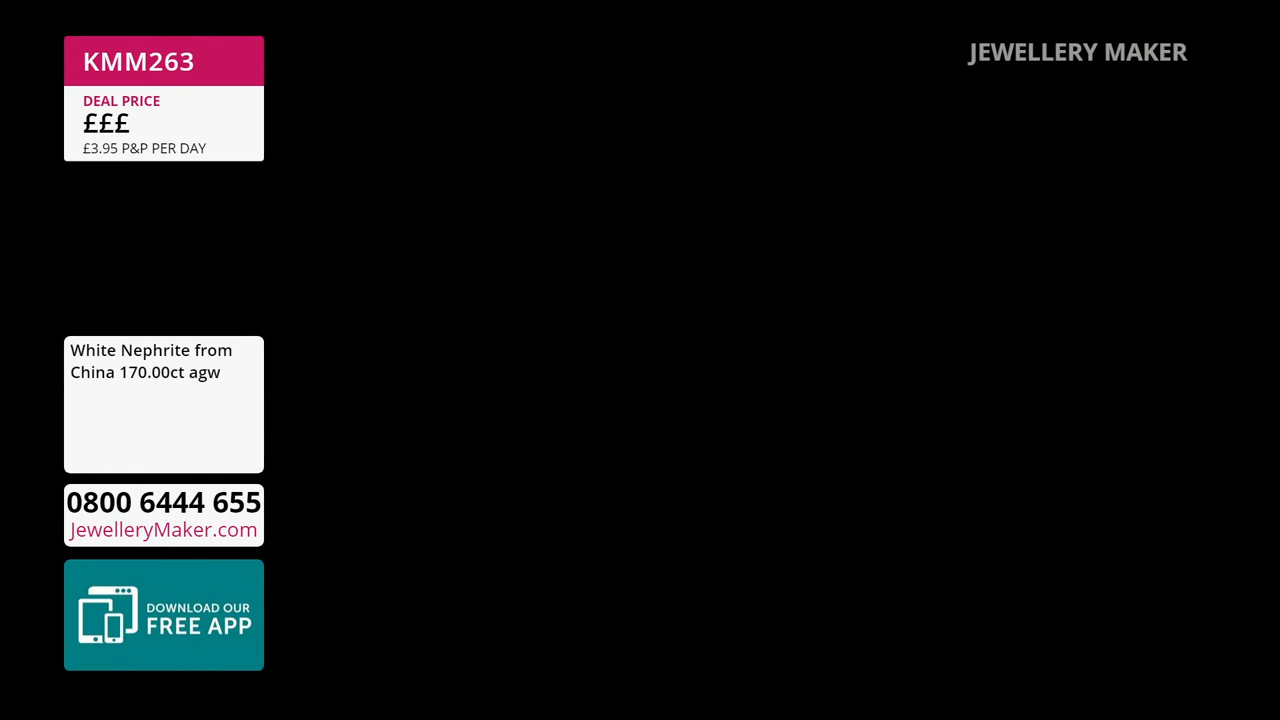 KMM263
DEAL PRICE
£££
£3.95 P&P PER DAY
JEWELLERY MAKER
White Nephrite from
China 170.00ct agw
0800 6444 655
JewelleryMaker.com
DOWNLOAD OUR
FREE APP